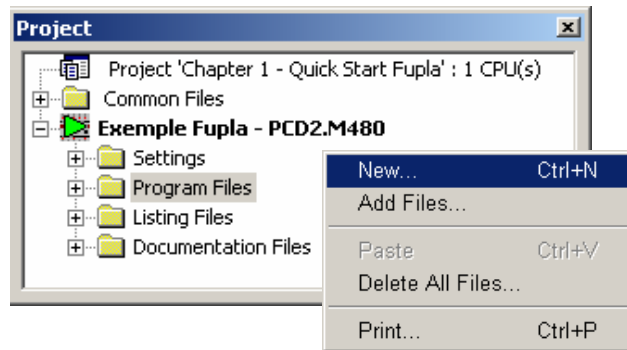 Project
Project 'Chapter 1 - Quick Start Fupla' : 1 CPU(s)
Common Files
Exemple Fupla - PCD2.M480
Settings
Program Files
Listing Files
Documentation Files
New... Ctrl+N
Add Files...
Paste Ctrl+V
Delete All Files...
Print... Ctrl+P